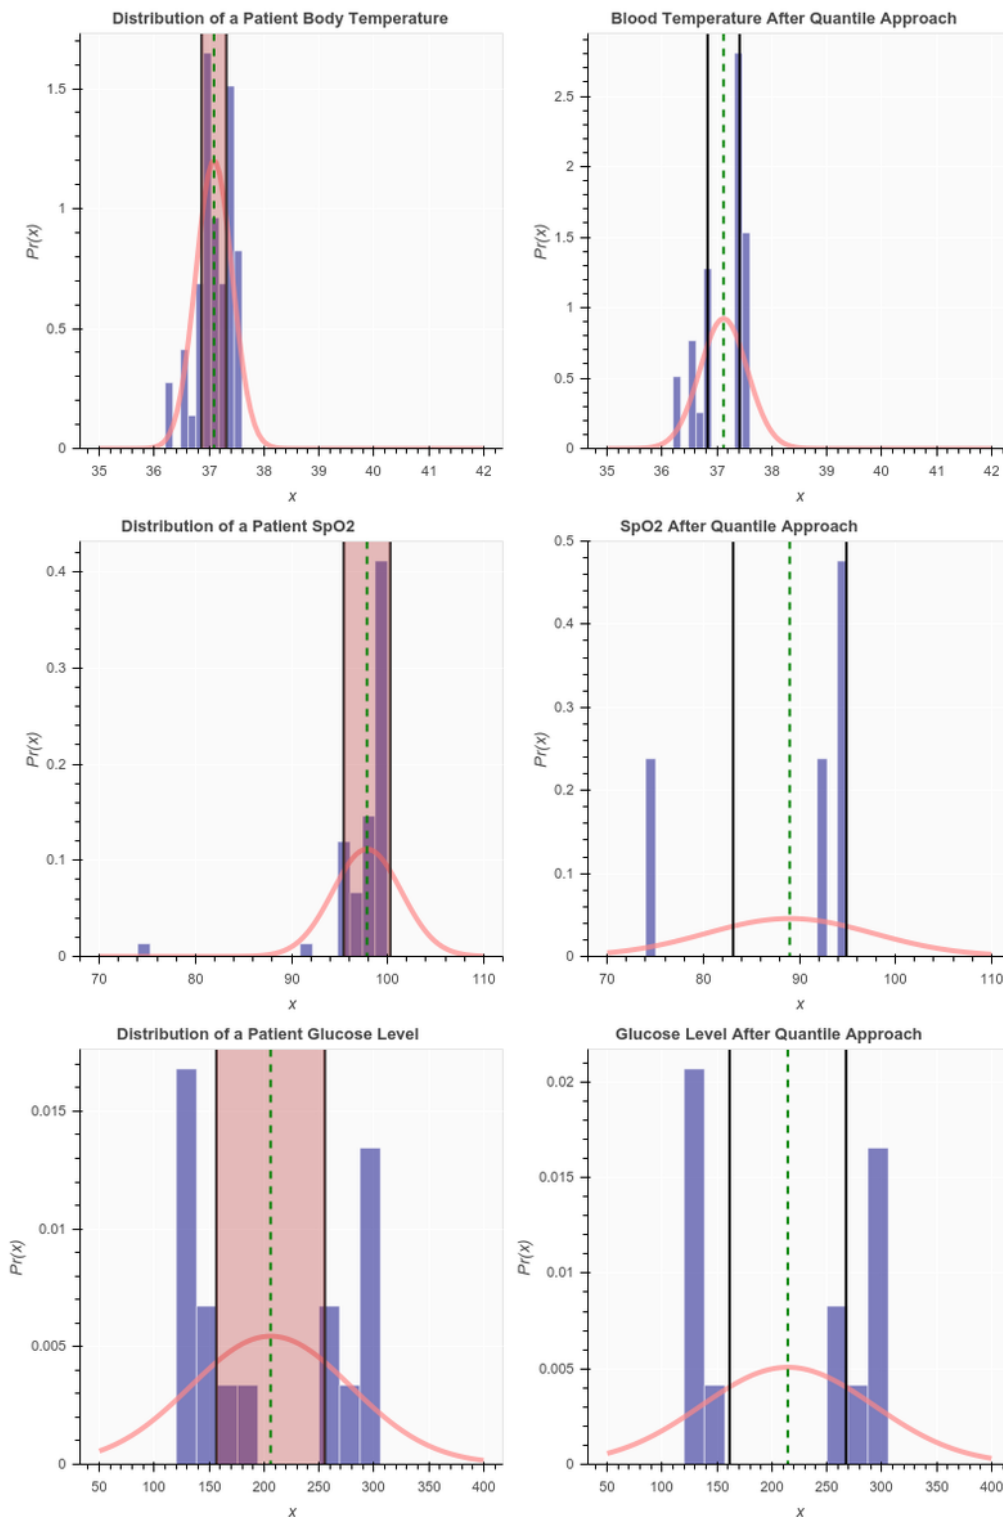 Distribution of a Patient Body Temperature
Pr(x)
1.5
1
0.5
0
35 36 37 38 39 40 41 42
x
Blood Temperature After Quantile Approach
Pr(x)
2.5
2
1.5
1
0.5
0
35 36 37 38 39 40 41 42
x
Distribution of a Patient SpO2
Pr(x)
0.4
0.3
0.2
0.1
0
70 80 90 100 110
x
SpO2 After Quantile Approach
Pr(x)
0.5
0.4
0.3
0.2
0.1
0
70 80 90 100 110
x
Distribution of a Patient Glucose Level
Pr(x)
0.015
0.01
0.005
0
50 100 150 200 250 300 350 400
x
Glucose Level After Quantile Approach
Pr(x)
0.02
0.015
0.01
0.005
0
50 100 150 200 250 300 350 400
x